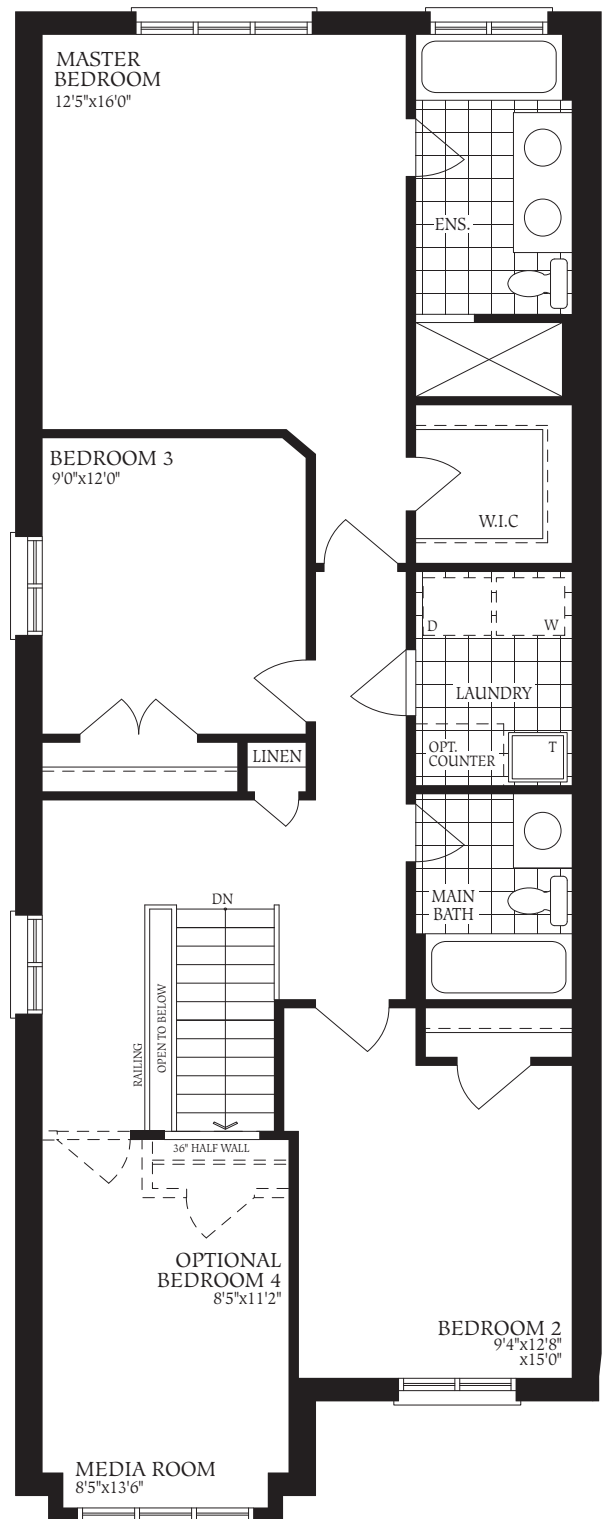 MASTER
BEDROOM
12'5"x16'0"
ENS.
BEDROOM 3
9'0"x12'0"
W.I.C
D
W
LAUNDRY
OPT.
COUNTER
T
LINEN
MAIN
BATH
DN
OPEN TO BELOW
RAILING
36" HALF WALL
OPTIONAL
BEDROOM 4
8'5"x11'2"
BEDROOM 2
9'4"x12'8"
x15'0"
MEDIA ROOM
8'5"x13'6"